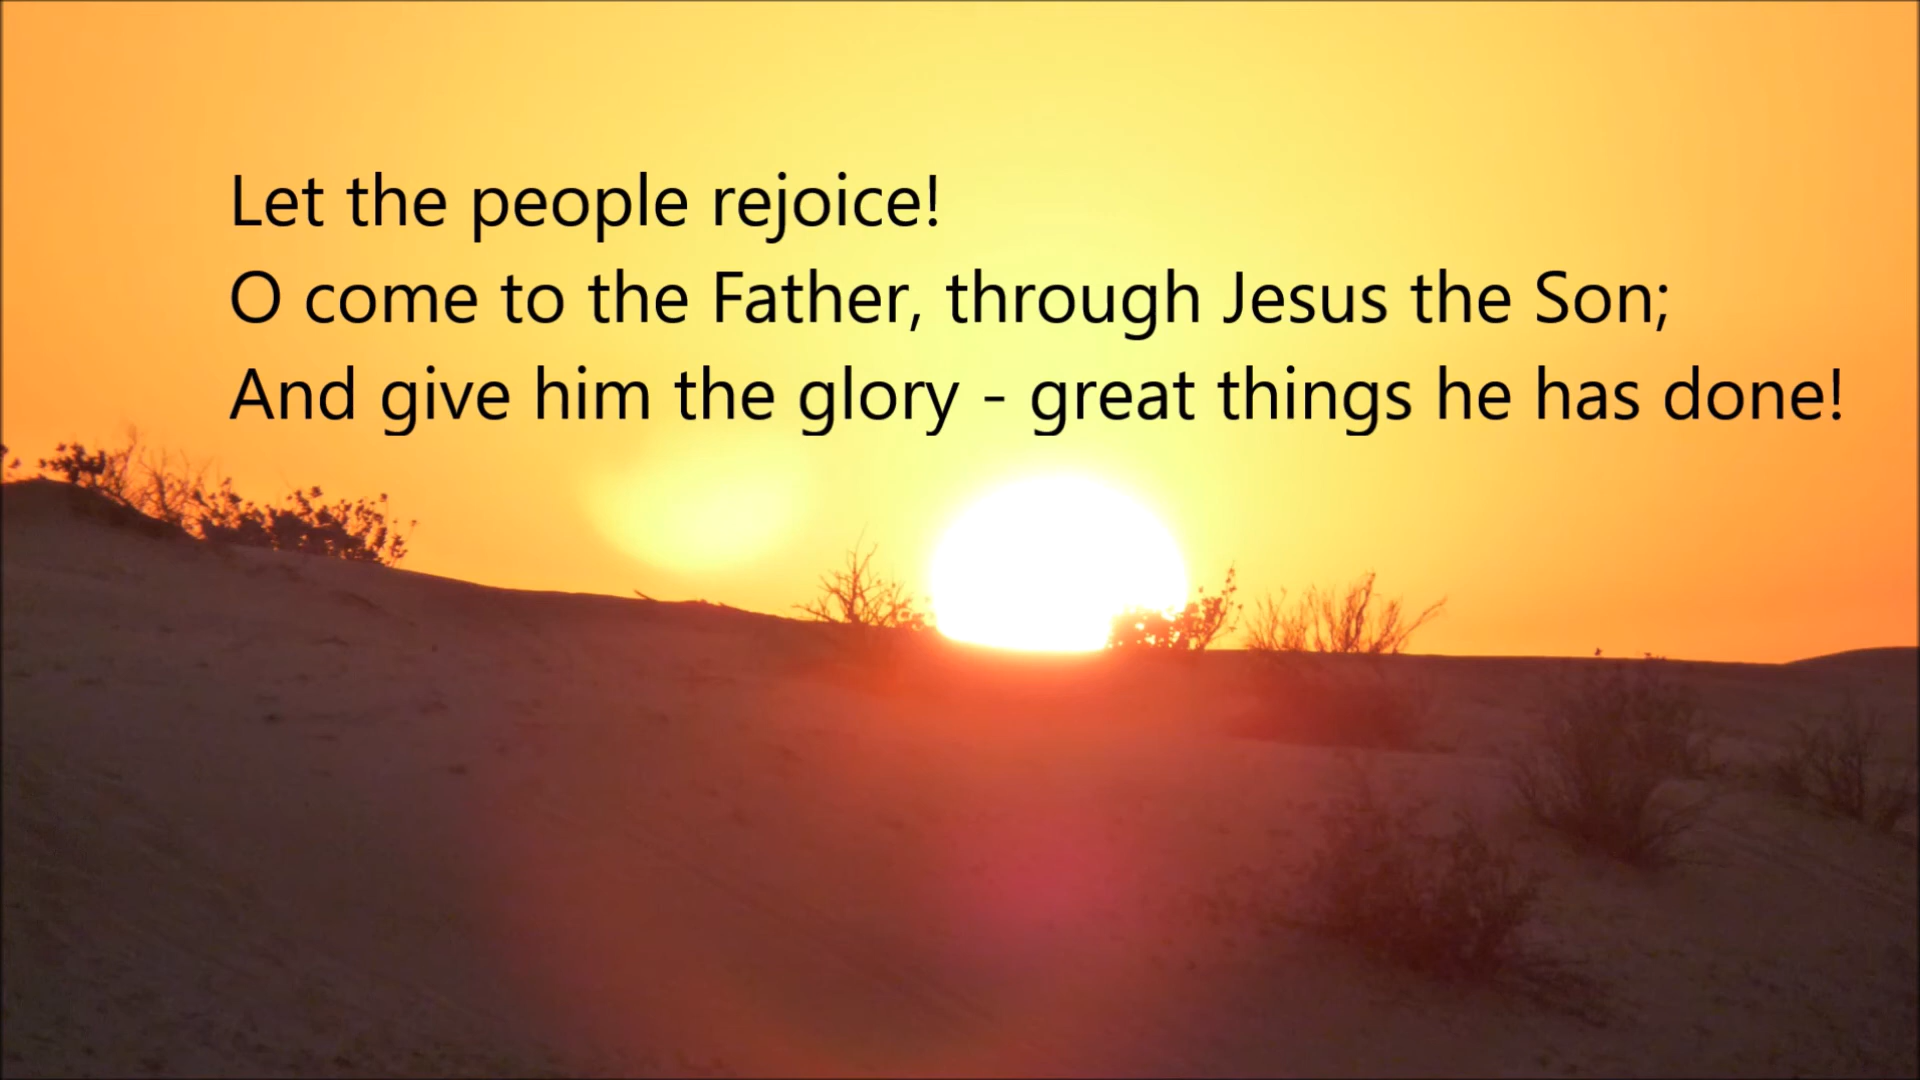 Let the people rejoice!
O come to the Father, through Jesus the Son;
And give him the glory - great things he has done!